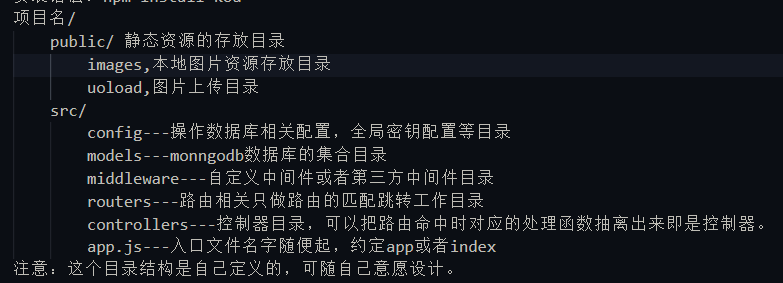 npm install koa
项目名/
public/ 静态资源的存放目录
images,本地图片资源存放目录
uoload,图片上传目录
src/
config---操作数据库相关配置，全局密钥配置等目录
models---monngodb数据库的集合目录
middleware---自定义中间件或者第三方中间件目录
routers---路由相关只做路由的匹配跳转工作目录
controllers---控制器目录，可以把路由命中时对应的处理函数抽离出来即是控制器。
app.js---入口文件名字随便起，约定app或者index
注意：这个目录结构是自己定义的，可随自己意愿设计。